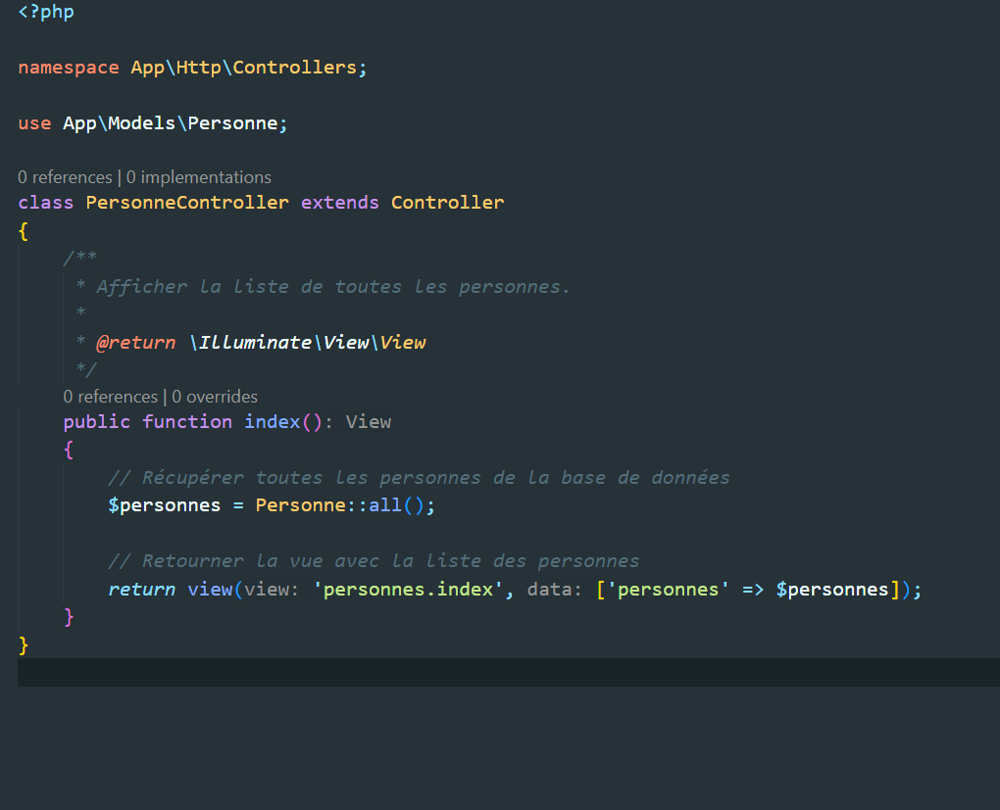 <?php
namespace App\Http\Controllers;
use App\Models\Personne;
0 references | 0 implementations
class PersonneController extends Controller
{
/**
* Afficher la liste de toutes les personnes.
*
* @return \Illuminate\View\View
*/
0 references | 0 overrides
public function index(): View
{
// Récupérer toutes les personnes de la base de données
$personnes = Personne::all();
// Retourner la vue avec la liste des personnes
return view(view: 'personnes.index', data: ['personnes' => $personnes]);
}
}